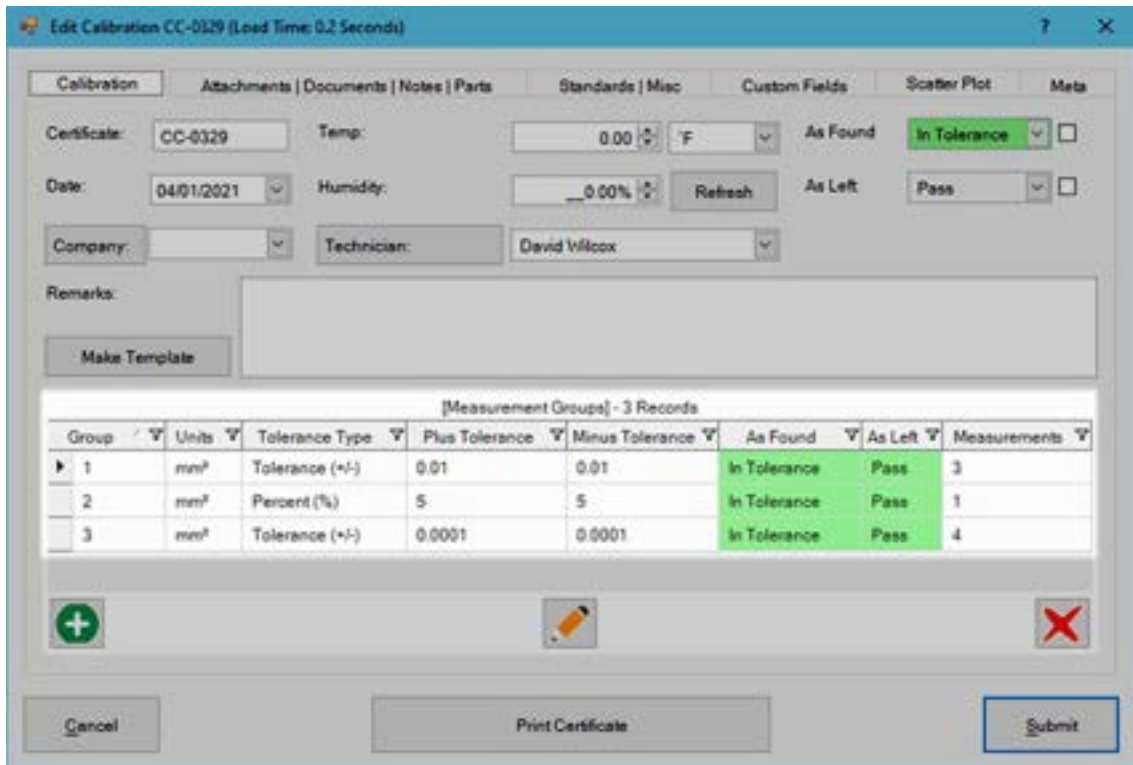 Edit Calibration CC-0329 (Load Time: 0.2 Seconds) ?
Calibration Attachments | Documents | Notes | Parts Standards | Misc Custom Fields Scatter Plot Meta
Certificate: CC-0329 Temp: 0.00 °F As Found In Tolerance
Date: 04/01/2021 Humidity: __0.00% Refresh As Left Pass
Company: Technician: David Wilcox
Remarks:
Make Template
[Measurement Groups] - 3 Records
Group Units Tolerance Type Plus Tolerance Minus Tolerance As Found As Left Measurements
1 Tolerance (+/-) 0.01 0.01 In Tolerance Pass 3
2 Percent (%) 5 5 In Tolerance Pass 1
3 Tolerance (+/-) 0.0001 0.0001 In Tolerance Pass 4
Cancel Print Certificate Submit